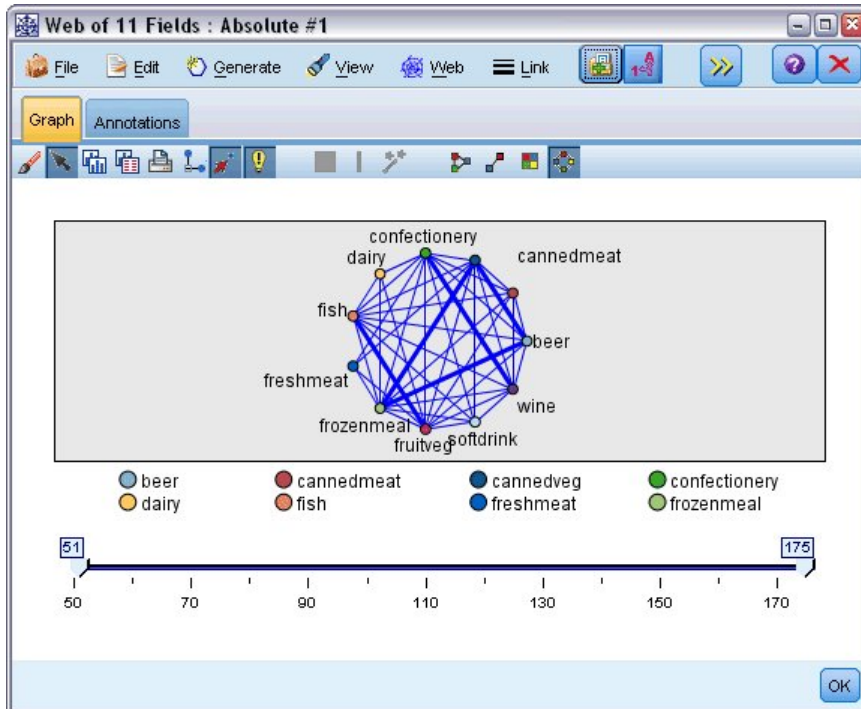 Web of 11 Fields : Absolute #1
File Edit Generate View Web Link
Graph Annotations
confectionery
dairy cannedmeat
fish
beer
freshmeat
wine
frozenmeal softdrink
fruitveg
beer cannedmeat cannedveg confectionery
dairy fish freshmeat frozenmeal
51 175
50 70 90 110 130 150 170
OK